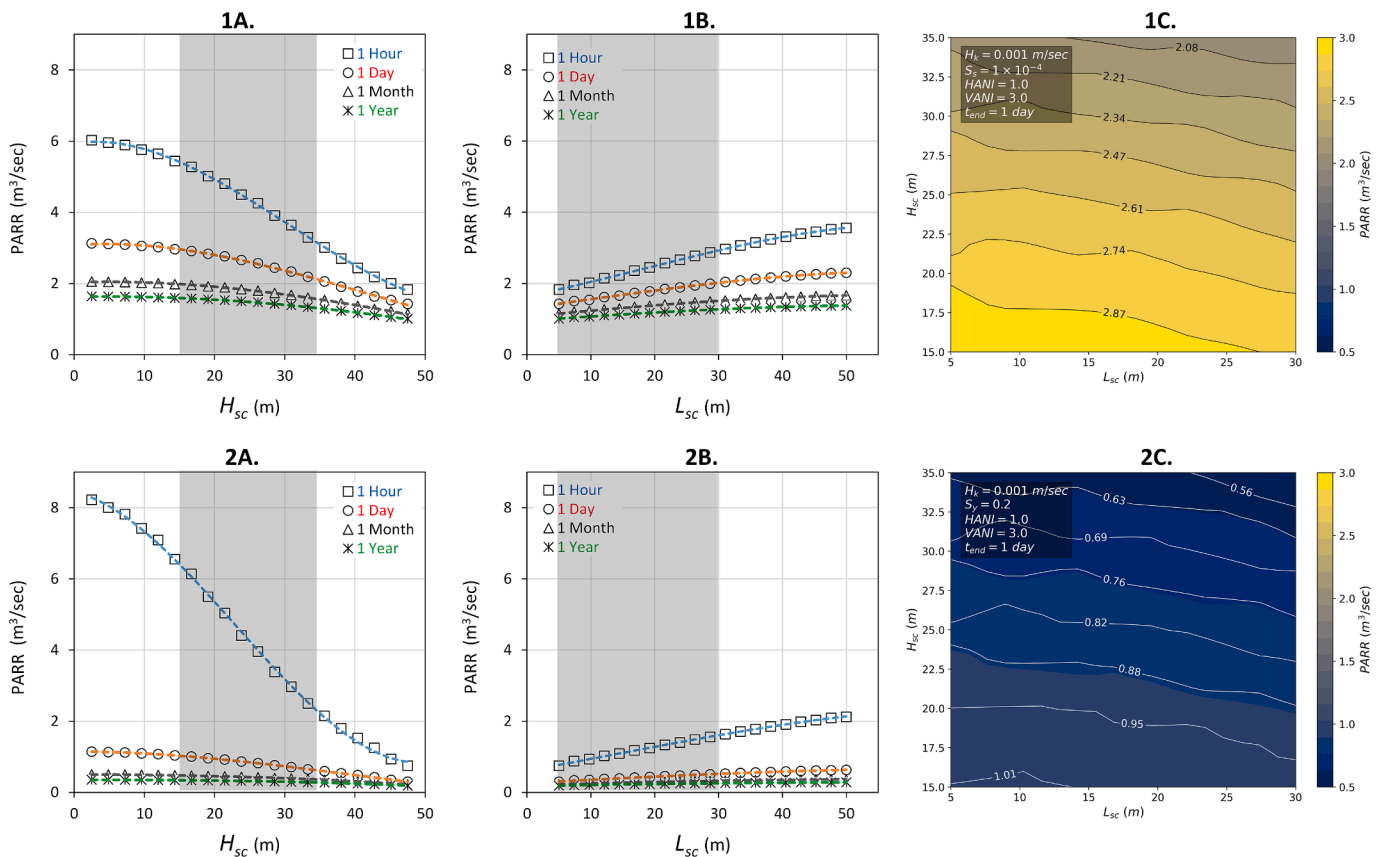 1A.
8
6
4
2
0
0 10 20 30 40 50
PARR (m³/sec)
H_sc (m)
1 Hour
1 Day
1 Month
1 Year
1B.
8
6
4
2
0
0 10 20 30 40 50
PARR (m³/sec)
L_sc (m)
1 Hour
1 Day
1 Month
1 Year
1C.
35.0
32.5
30.0
27.5
25.0
22.5
20.0
17.5
15.0
5 10 15 20 25 30
H_sc (m)
L_sc (m)
H_k = 0.001 m/sec
S_s = 1 × 10⁻⁴
HANI = 1.0
VANI = 3.0
t_end = 1 day
2.08
2.21
2.34
2.47
2.61
2.74
2.87
3.0
2.5
2.0
1.5
1.0
0.5
PARR (m³/sec)
2A.
8
6
4
2
0
0 10 20 30 40 50
PARR (m³/sec)
H_sc (m)
1 Hour
1 Day
1 Month
1 Year
2B.
8
6
4
2
0
0 10 20 30 40 50
PARR (m³/sec)
L_sc (m)
1 Hour
1 Day
1 Month
1 Year
2C.
35.0
32.5
30.0
27.5
25.0
22.5
20.0
17.5
15.0
5 10 15 20 25 30
H_sc (m)
L_sc (m)
H_k = 0.001 m/sec
S_y = 0.2
HANI = 1.0
VANI = 3.0
t_end = 1 day
0.56
0.63
0.69
0.76
0.82
0.88
0.95
1.01
3.0
2.5
2.0
1.5
1.0
0.5
PARR (m³/sec)